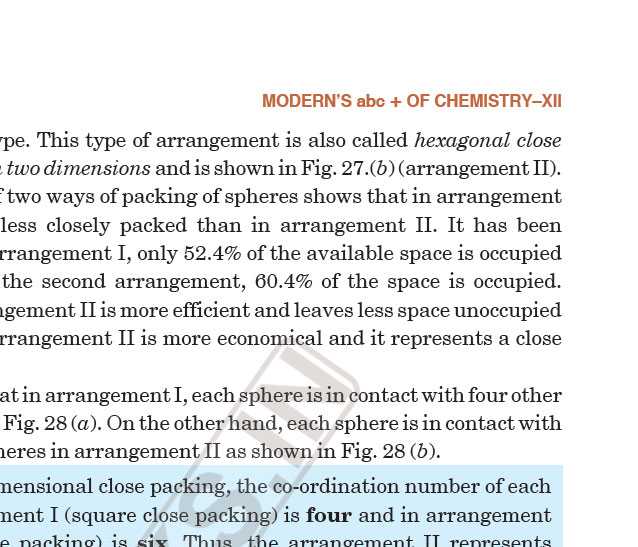 MODERN'S abc + OF CHEMISTRY–XII
ype. This type of arrangement is also called hexagonal close
two dimensions and is shown in Fig. 27.(b) (arrangement II).
f two ways of packing of spheres shows that in arrangement
less closely packed than in arrangement II. It has been
rrangement I, only 52.4% of the available space is occupied
the second arrangement, 60.4% of the space is occupied.
ngement II is more efficient and leaves less space unoccupied
rrangement II is more economical and it represents a close
at in arrangement I, each sphere is in contact with four other
Fig. 28 (a). On the other hand, each sphere is in contact with
heres in arrangement II as shown in Fig. 28 (b).
mensional close packing, the co-ordination number of each
ment I (square close packing) is four and in arrangement
e packing) is six. Thus, the arrangement II represents
S.IN